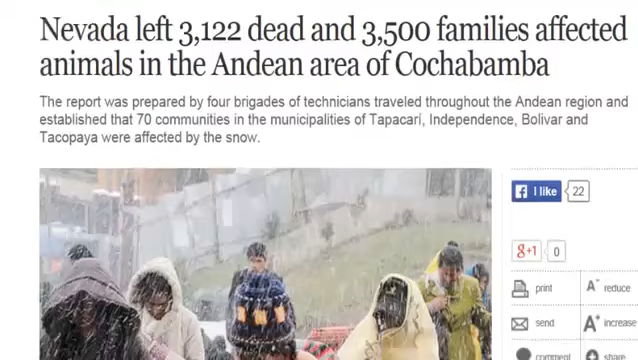 Nevada left 3,122 dead and 3,500 families affected
animals in the Andean area of Cochabamba
The report was prepared by four brigades of technicians traveled throughout the Andean region and
established that 70 communities in the municipalities of Tapacarí, Independence, Bolivar and
Tacopaya were affected by the snow.
I like 22
g+1 0
print A- reduce
send A+ increase
comment share